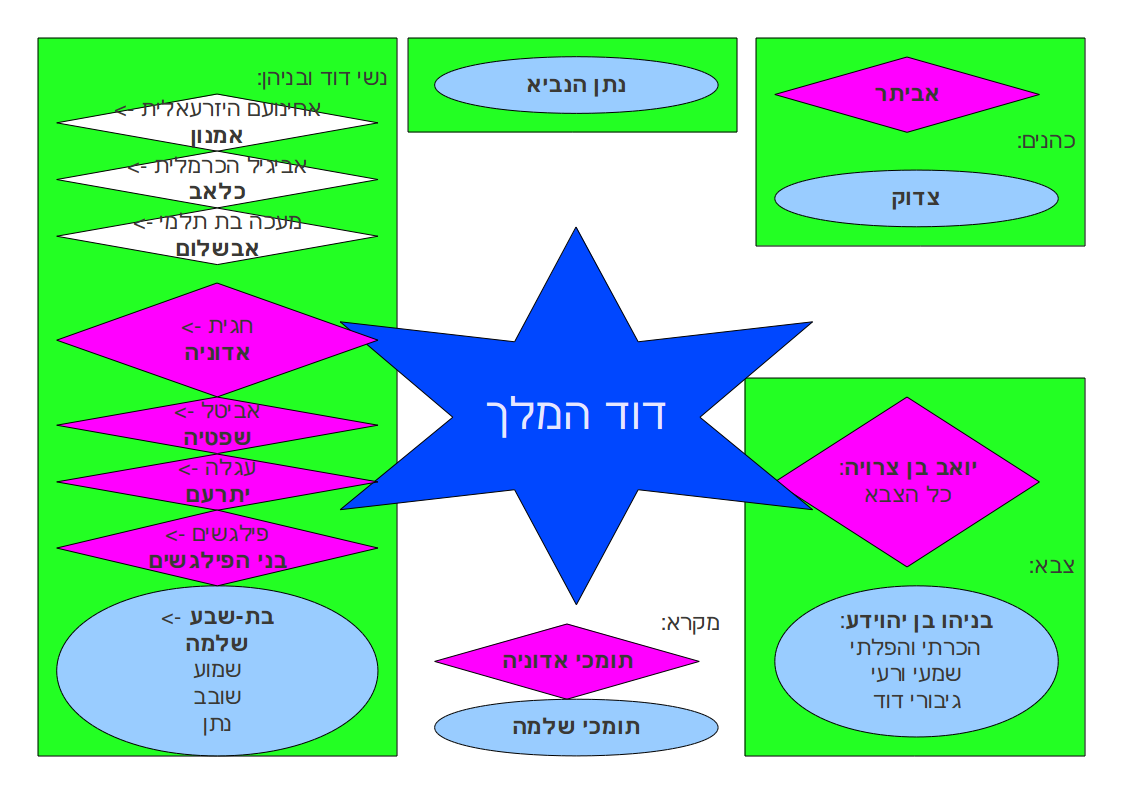 כהנים:
אביתר
צדוק
נתן הנביא
נשי דוד ובניהן:
אחינועם היזרעאלית ->
אמנון
אביגיל הכרמלית ->
כלאב
מעכה בת תלמי ->
אבשלום
חגית ->
אדוניה
אביטל ->
שפטיה
עגלה ->
יתרעם
פילגשים ->
בני הפילגשים
בת-שבע ->
שלמה
שמוע
שובב
נתן
דוד המלך
צבא:
יואב בן צרויה:
כל הצבא
בניהו בן יהוידע:
הכרתי והפלתי
שמעי ורעי
גיבורי דוד
מקרא:
תומכי אדוניה
תומכי שלמה